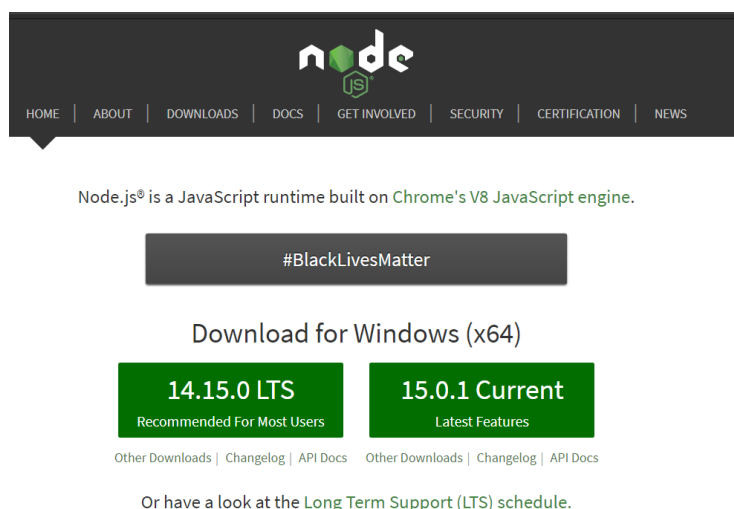 node
JS®
HOME | ABOUT | DOWNLOADS | DOCS | GET INVOLVED | SECURITY | CERTIFICATION | NEWS
Node.js® is a JavaScript runtime built on Chrome's V8 JavaScript engine.
#BlackLivesMatter
Download for Windows (x64)
14.15.0 LTS
Recommended For Most Users
15.0.1 Current
Latest Features
Other Downloads | Changelog | API Docs
Other Downloads | Changelog | API Docs
Or have a look at the Long Term Support (LTS) schedule.